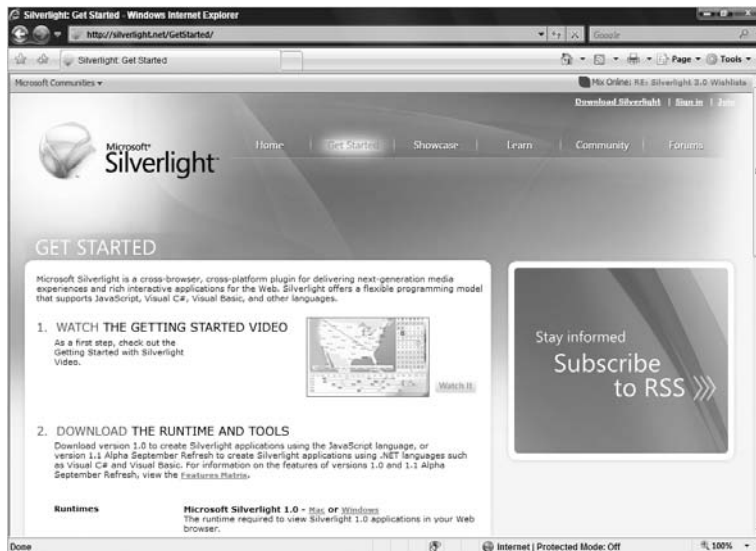 Silverlight: Get Started - Windows Internet Explorer
http://silverlight.net/GetStarted/
Google
Silverlight: Get Started
Page
Tools
Microsoft Communities
Mix Online: RE: Silverlight 2.0 Wishlists
Download Silverlight | Sign in | Join
Microsoft®
Silverlight™
Home | Get Started | Showcase | Learn | Community | Forums
GET STARTED
Microsoft Silverlight is a cross-browser, cross-platform plugin for delivering next-generation media
experiences and rich interactive applications for the Web. Silverlight offers a flexible programming model
that supports JavaScript, Visual C#, Visual Basic, and other languages.
1. WATCH THE GETTING STARTED VIDEO
As a first step, check out the
Getting Started with Silverlight
Video.
Watch It
Stay informed
Subscribe
to RSS
2. DOWNLOAD THE RUNTIME AND TOOLS
Download version 1.0 to create Silverlight applications using the JavaScript language, or
version 1.1 Alpha September Refresh to create Silverlight applications using .NET languages such
as Visual C# and Visual Basic. For information on the features of versions 1.0 and 1.1 Alpha
September Refresh, view the Features Matrix.
Runtimes
Microsoft Silverlight 1.0 - Mac or Windows
The runtime required to view Silverlight 1.0 applications in your Web
browser.
Done
Internet | Protected Mode: Off
100%